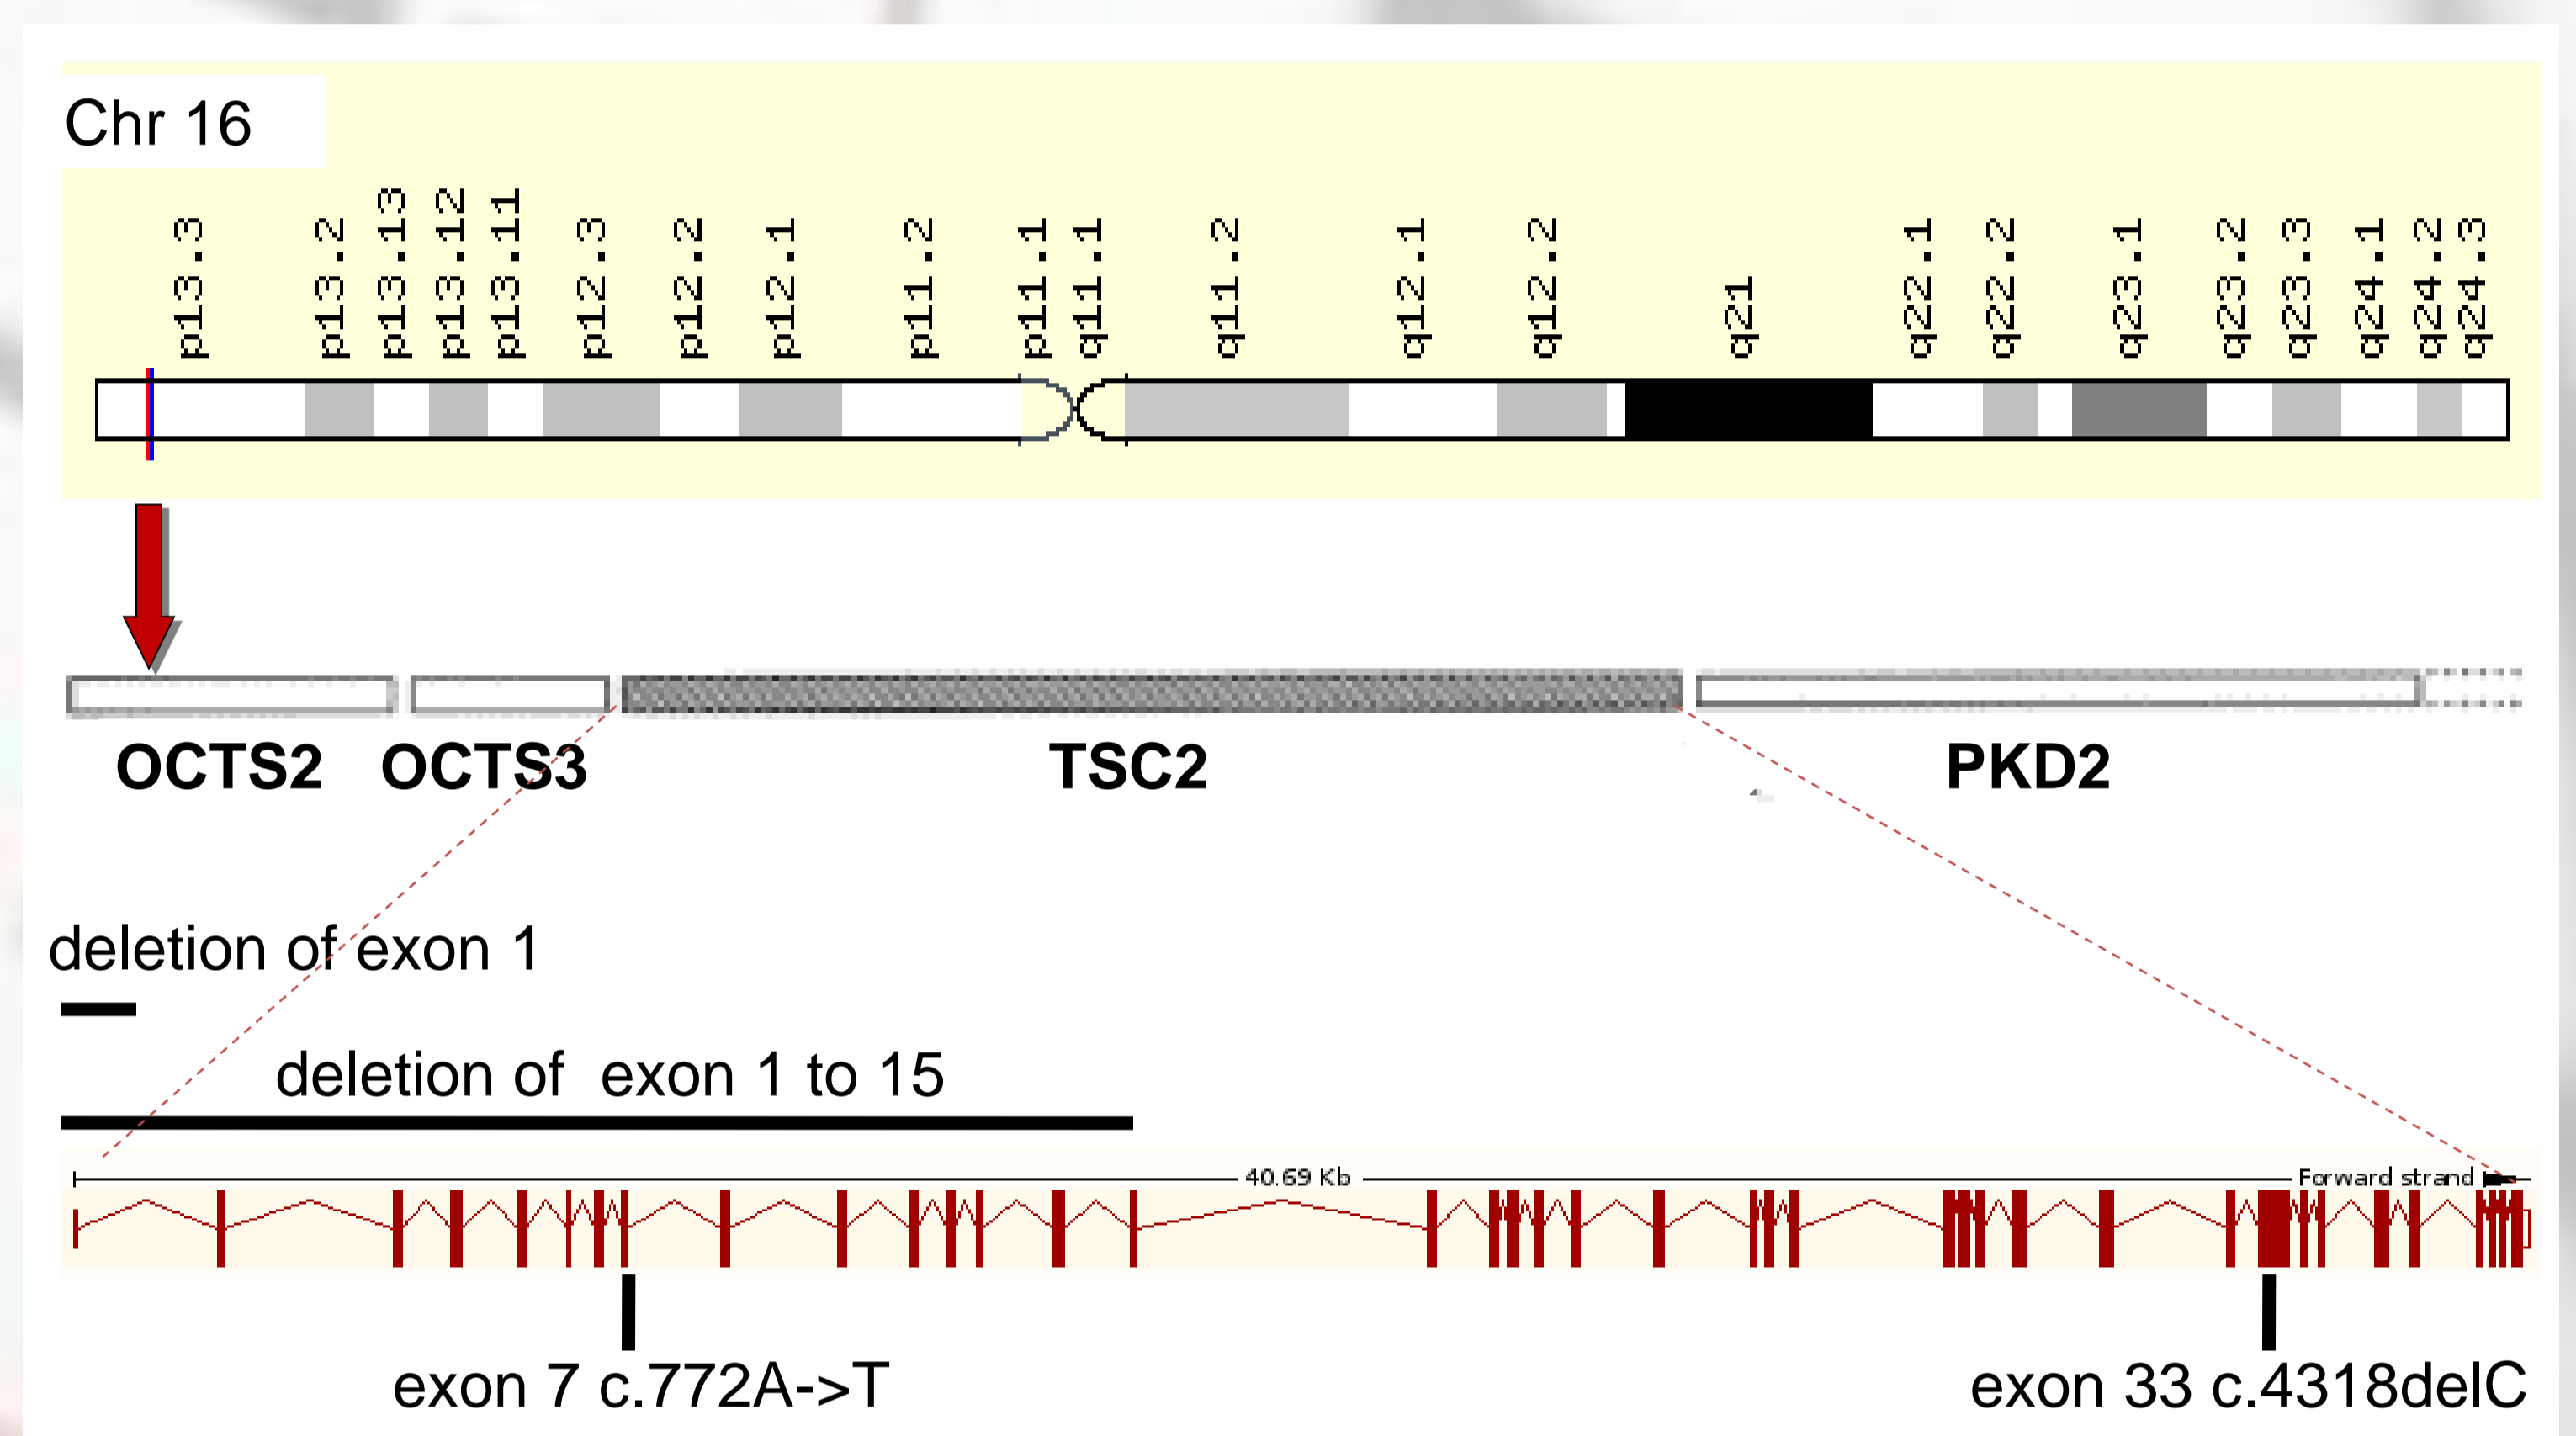 Chr 16
p13.3
p13.2
p13.13
p13.12
p13.11
p12.3
p12.2
p12.1
p11.2
p11.1
q11.1
q11.2
q12.1
q12.2
q21
q22.1
q22.2
q23.1
q23.2
q23.3
q24.1
q24.2
q24.3
OCTS2 OCTS3 TSC2 PKD2
deletion of exon 1
deletion of exon 1 to 15
40.69 Kb Forward strand
exon 7 c.772A->T exon 33 c.4318delC